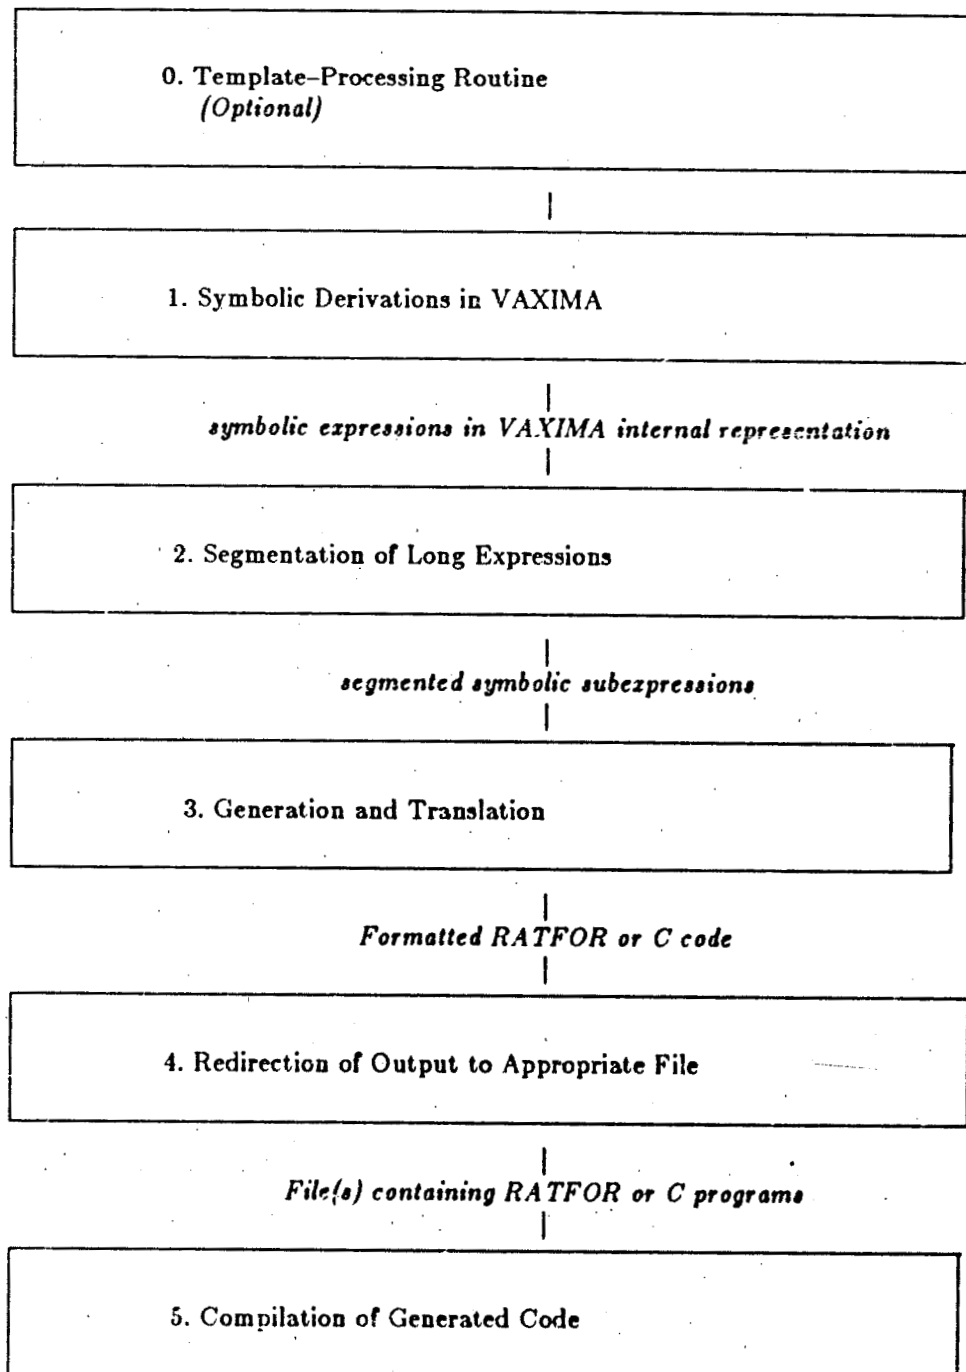 0. Template-Processing Routine
(Optional)
1. Symbolic Derivations in VAXIMA
symbolic expressions in VAXIMA internal representation
2. Segmentation of Long Expressions
segmented symbolic subexpressions
3. Generation and Translation
Formatted RATFOR or C code
4. Redirection of Output to Appropriate File
File(s) containing RATFOR or C programs
5. Compilation of Generated Code